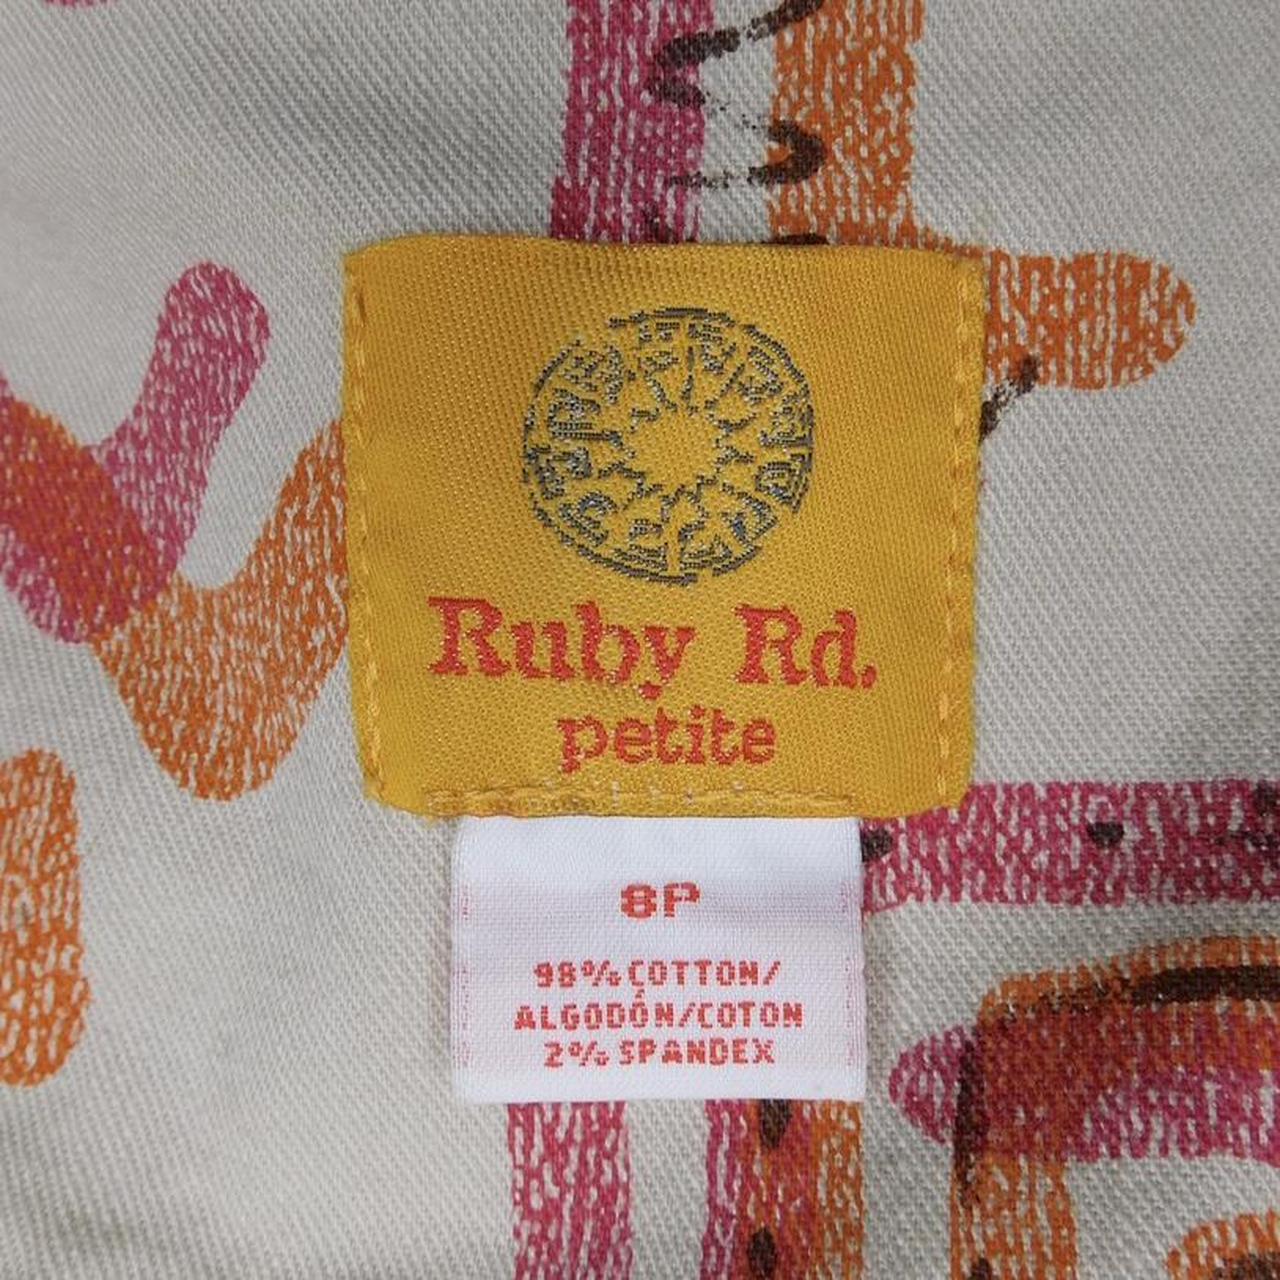 Ruby Rd.
petite
8P
98% COTTON/
ALGODÓN/COTON
2% SPANDEX